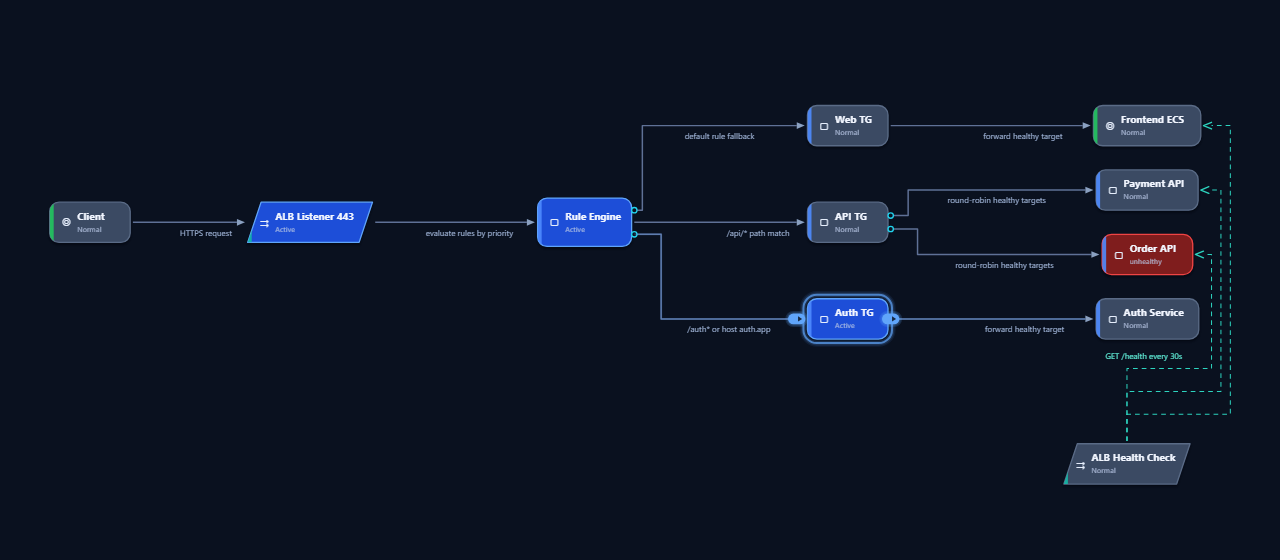 Web TG
Normal
Frontend ECS
Normal
default rule fallback
forward healthy target
Payment API
Normal
round-robin healthy targets
Client
Normal
ALB Listener 443
Active
Rule Engine
Active
API TG
Normal
HTTPS request
evaluate rules by priority
/api/* path match
Order API
unhealthy
round-robin healthy targets
Auth TG
Active
Auth Service
Normal
/auth* or host auth.app
forward healthy target
GET /health every 30s
ALB Health Check
Normal